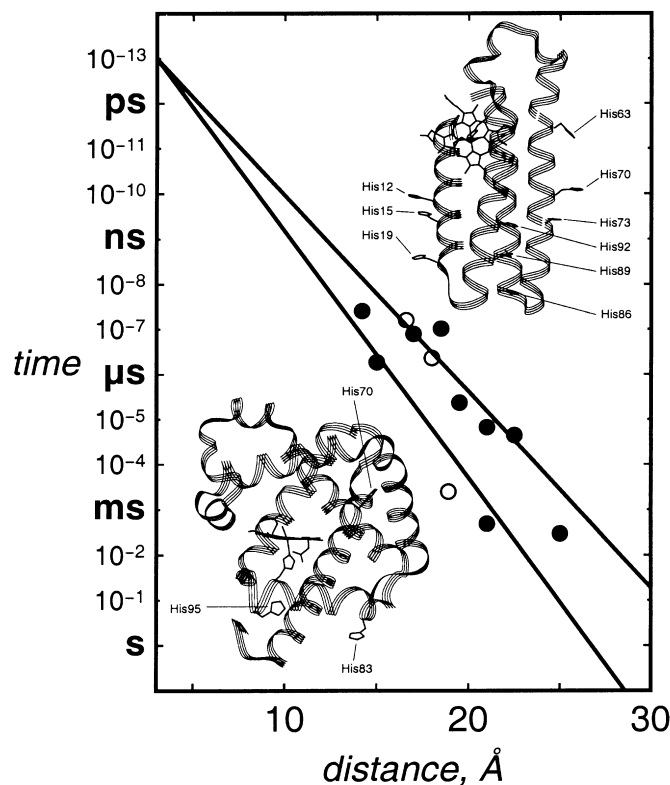 10⁻¹³
ps
10⁻¹¹
10⁻¹⁰
ns
10⁻⁸
10⁻⁷
time
μs
10⁻⁵
10⁻⁴
ms
10⁻²
10⁻¹
s
His63
His12
His70
His15
His73
His19
His92
His89
His86
His70
His95
His83
10
20
30
distance, Å